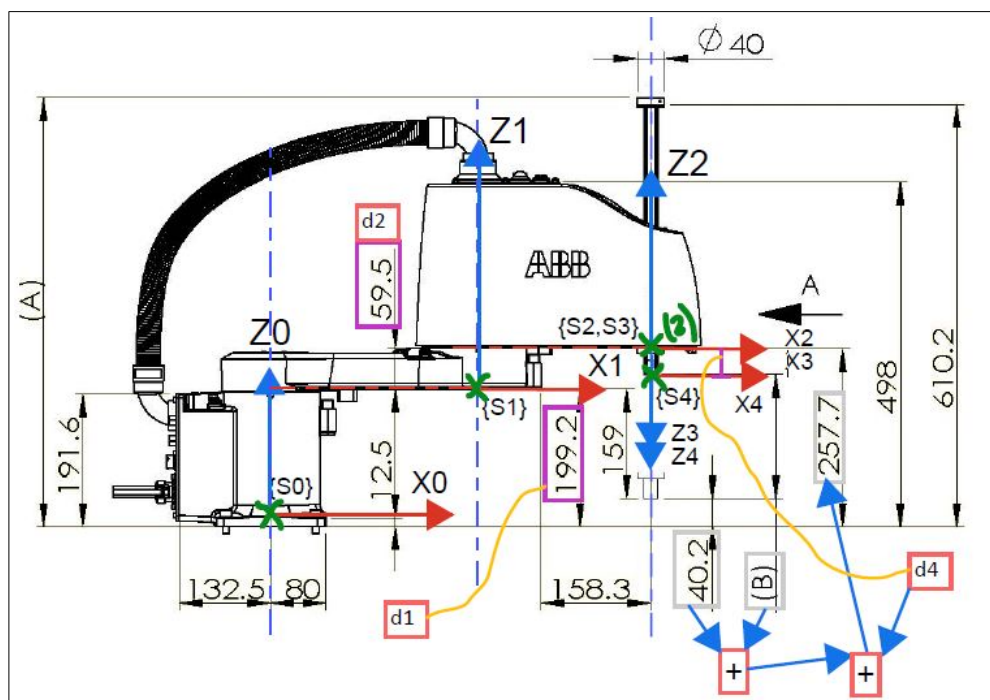 Ø 40
Z1
Z2
d2
59.5
ABB
A
(A)
Z0
{S2,S3}
(3)
X2
X3
X1
{S1}
{S4}
X4
498
610.2
191.6
{S0}
12.5
X0
199.2
159
Z3
Z4
257.7
132.5
80
158.3
40.2
(B)
d4
d1
+
+